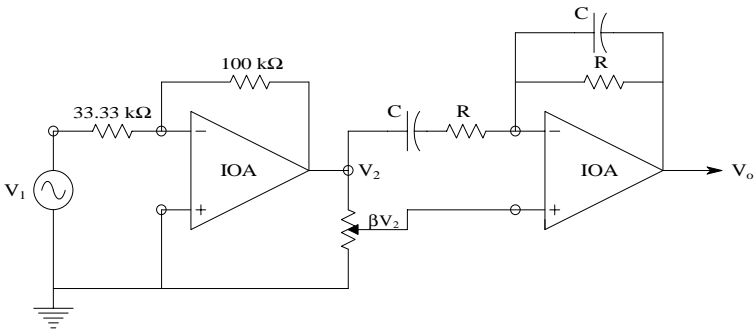 C
R
100 kΩ
33.33 kΩ
C
R
−
−
V₁
IOA
V₂
IOA
Vₒ
+
βV₂
+